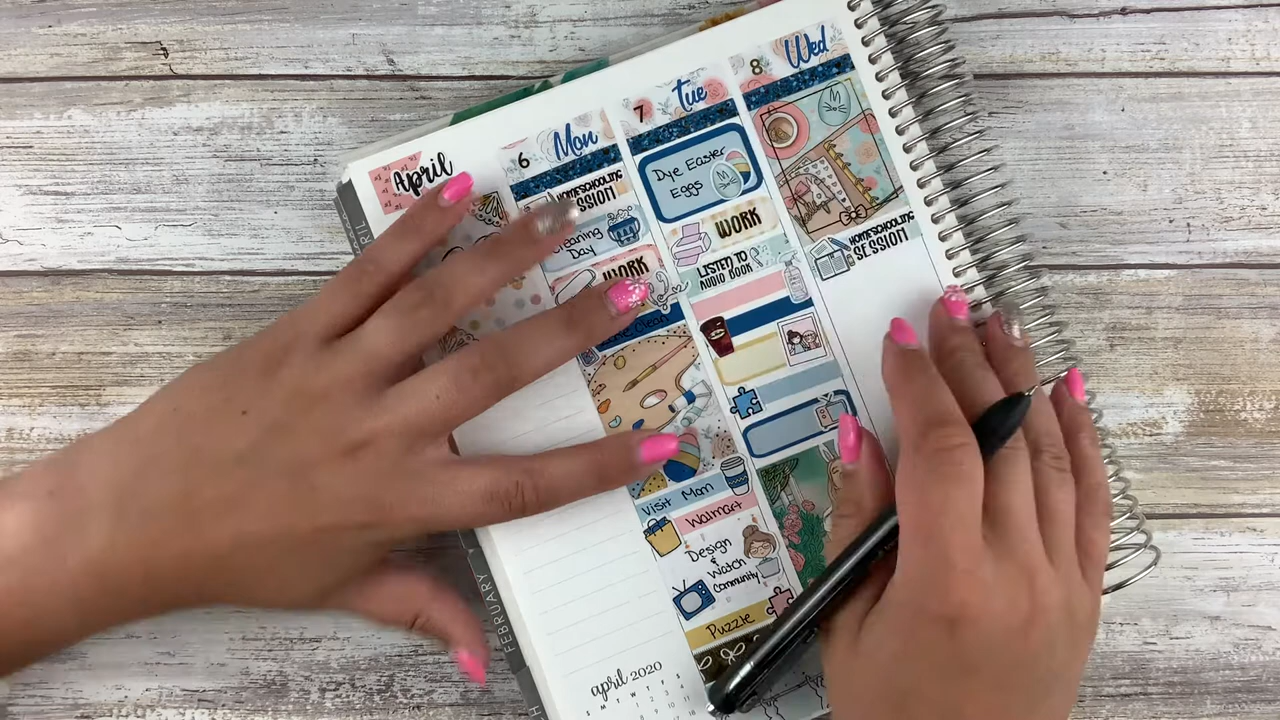 April
6
Mon
HOMESCHOOLING
Cleaning
Day
WORK
Clean
Visit Mom
Walmart
Design
&
Watch
Community
Puzzle
7
Tue
Dye Easter
Eggs
WORK
LISTEN TO
AUDIO BOOK
8
Wed
HOMESCHOOLING
SESSION
FEBRUARY
april 2020
S M T W T F S